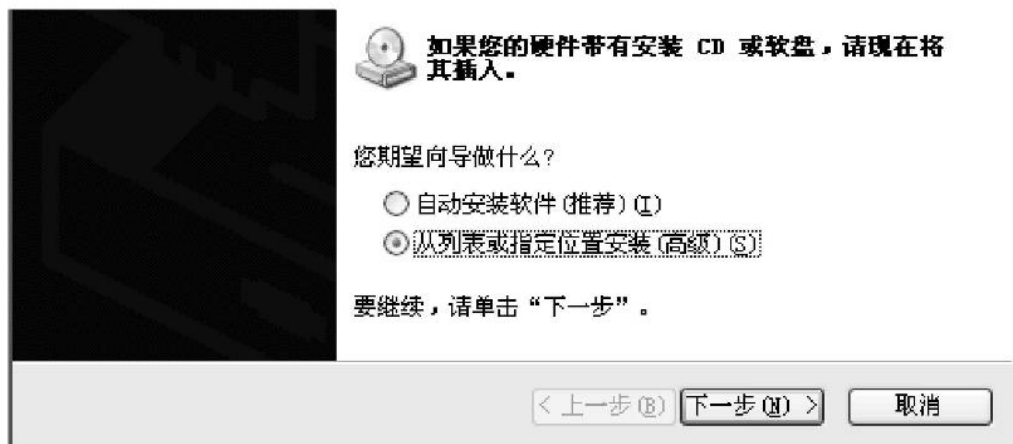 如果您的硬件带有安装 CD 或软盘，请现在将
其插入。
您期望向导做什么?
自动安装软件(推荐)(I)
从列表或指定位置安装(高级)(S)
要继续，请单击“下一步”。
< 上一步(B) 下一步(N) > 取消